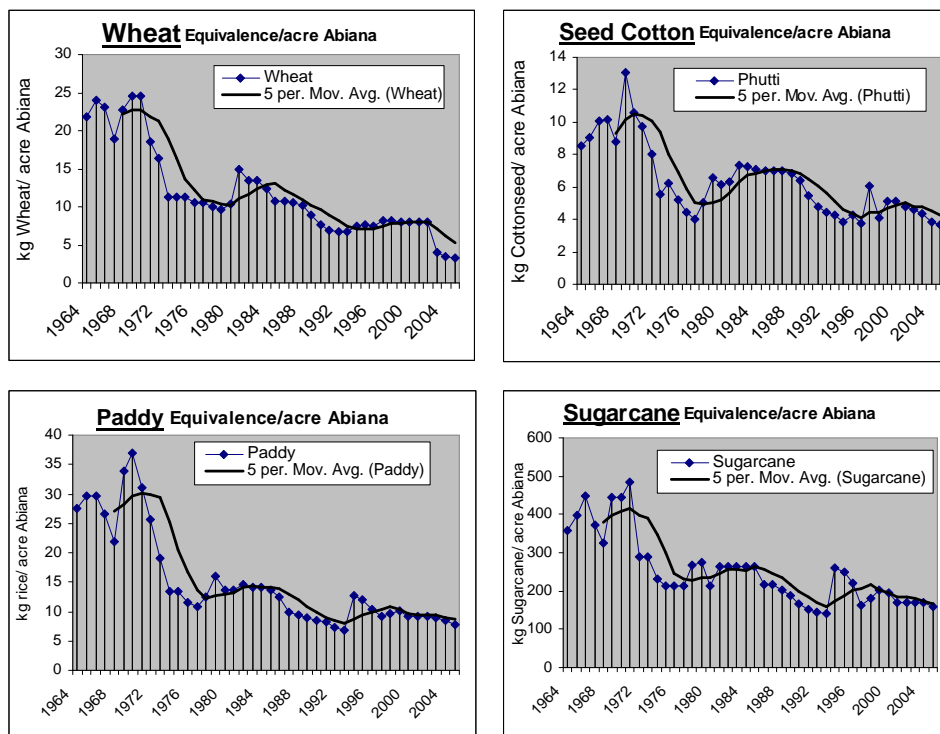 Wheat Equivalence/acre Abiana
kg Wheat/ acre Abiana
30
25
20
15
10
5
0
Wheat
5 per. Mov. Avg. (Wheat)
1964 1968 1972 1976 1980 1984 1988 1992 1996 2000 2004
Seed Cotton Equivalence/acre Abiana
kg Cottonseed/ acre Abiana
14
12
10
8
6
4
2
0
Phutti
5 per. Mov. Avg. (Phutti)
1964 1968 1972 1976 1980 1984 1988 1992 1996 2000 2004
Paddy Equivalence/acre Abiana
kg rice/ acre Abiana
40
35
30
25
20
15
10
5
0
Paddy
5 per. Mov. Avg. (Paddy)
1964 1968 1972 1976 1980 1984 1988 1992 1996 2000 2004
Sugarcane Equivalence/acre Abiana
kg Sugarcane/ acre Abiana
600
500
400
300
200
100
0
Sugarcane
5 per. Mov. Avg. (Sugarcane)
1964 1968 1972 1976 1980 1984 1988 1992 1996 2000 2004